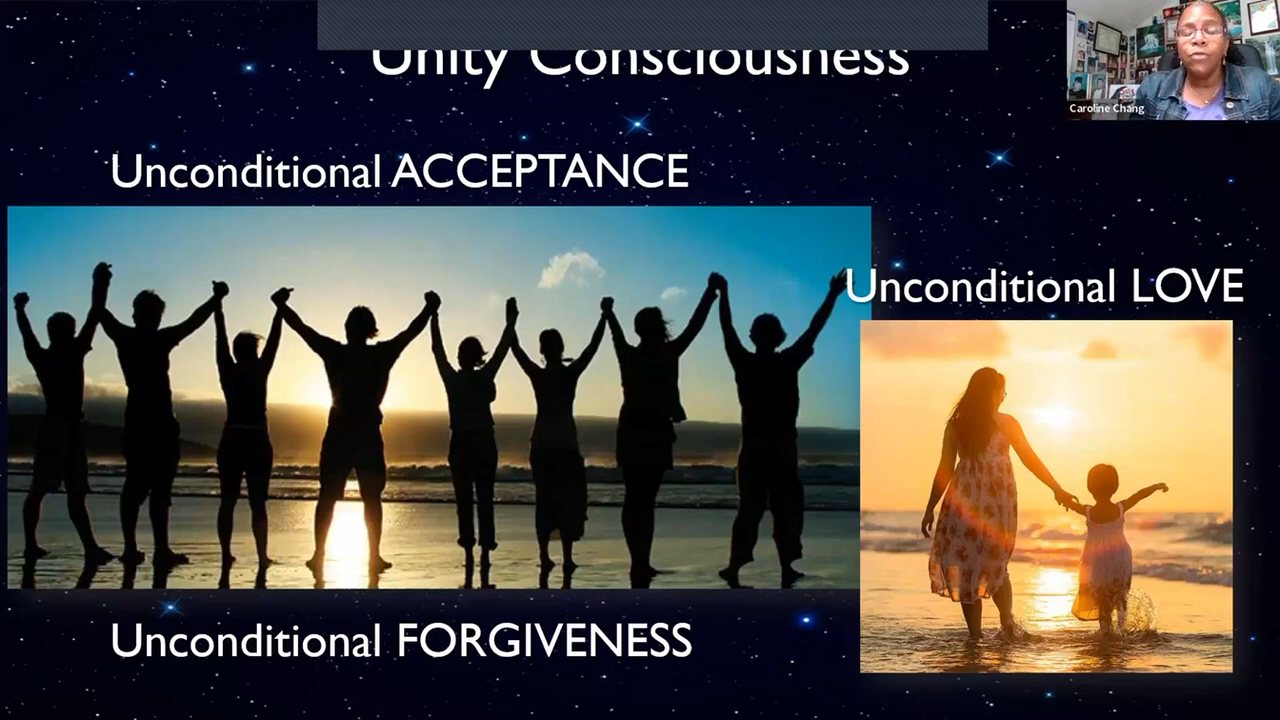 Unity Consciousness
Caroline Chang
Unconditional ACCEPTANCE
Unconditional LOVE
Unconditional FORGIVENESS